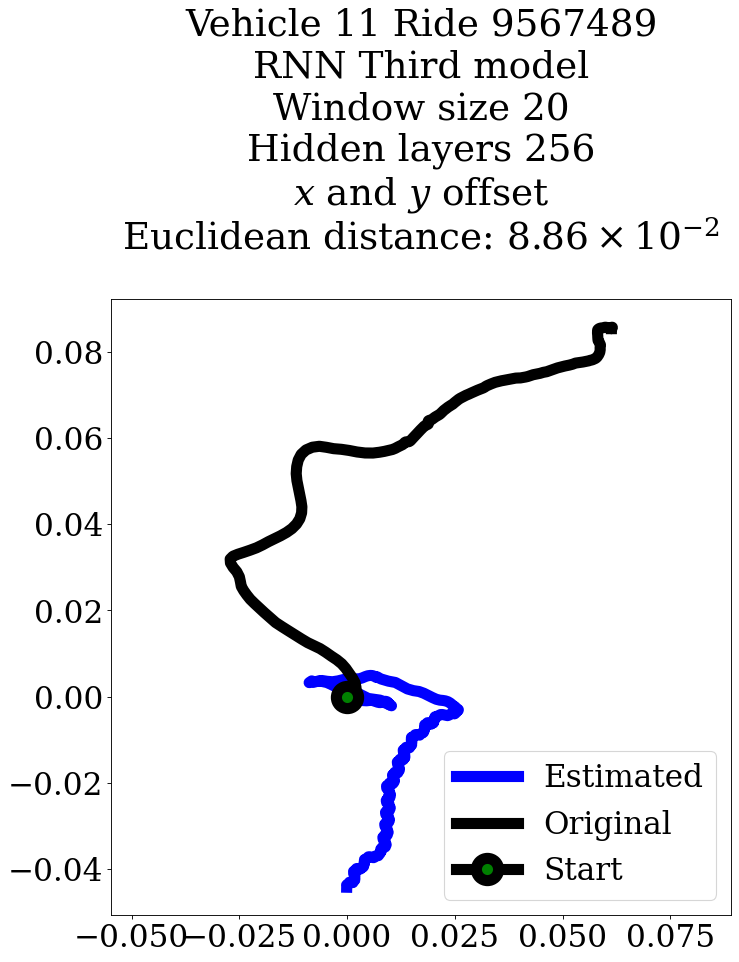 Vehicle 11 Ride 9567489
RNN Third model
Window size 20
Hidden layers 256
x and y offset
Euclidean distance: 8.86 × 10⁻²
0.08
0.06
0.04
0.02
0.00
−0.02
−0.04
Estimated
Original
Start
−0.050 −0.025 0.000 0.025 0.050 0.075